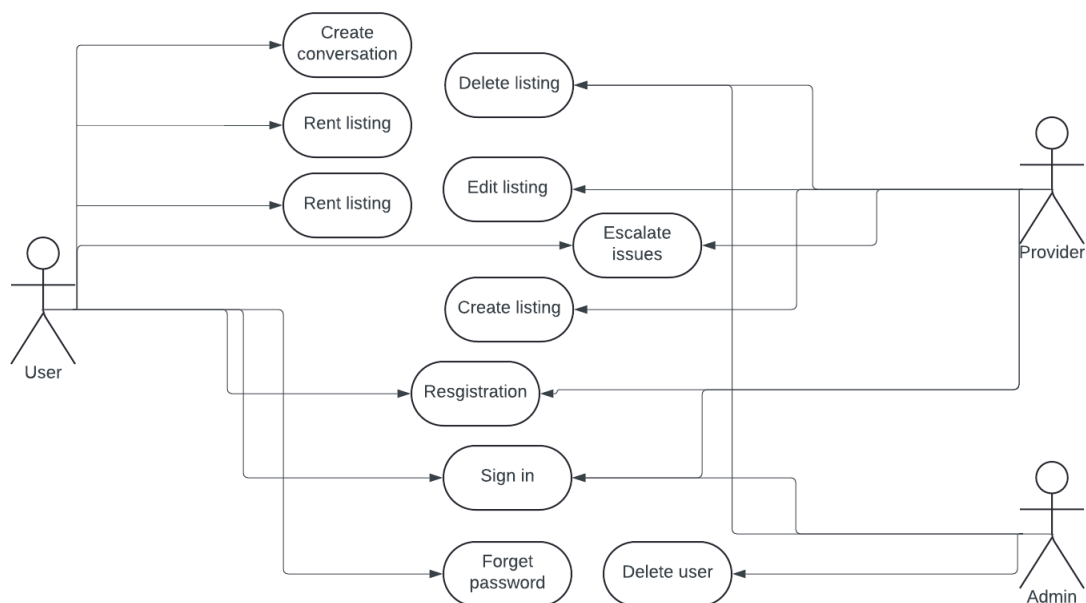 Create
conversation
Delete listing
Rent listing
Edit listing
Rent listing
Escalate
issues
Provider
Create listing
User
Resgistration
Sign in
Forget
password
Delete user
Admin